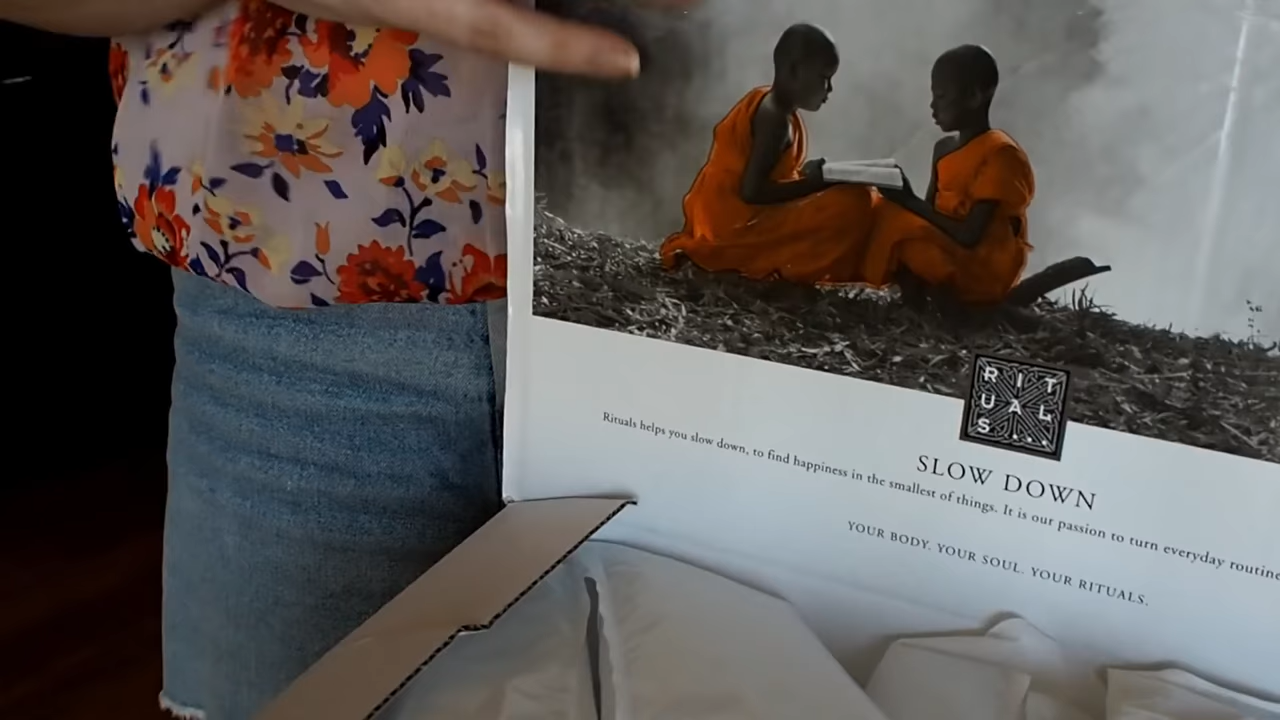 RIT
UAL
S...
SLOW DOWN
Rituals helps you slow down, to find happiness in the smallest of things. It is our passion to turn everyday routine
YOUR BODY. YOUR SOUL. YOUR RITUALS.